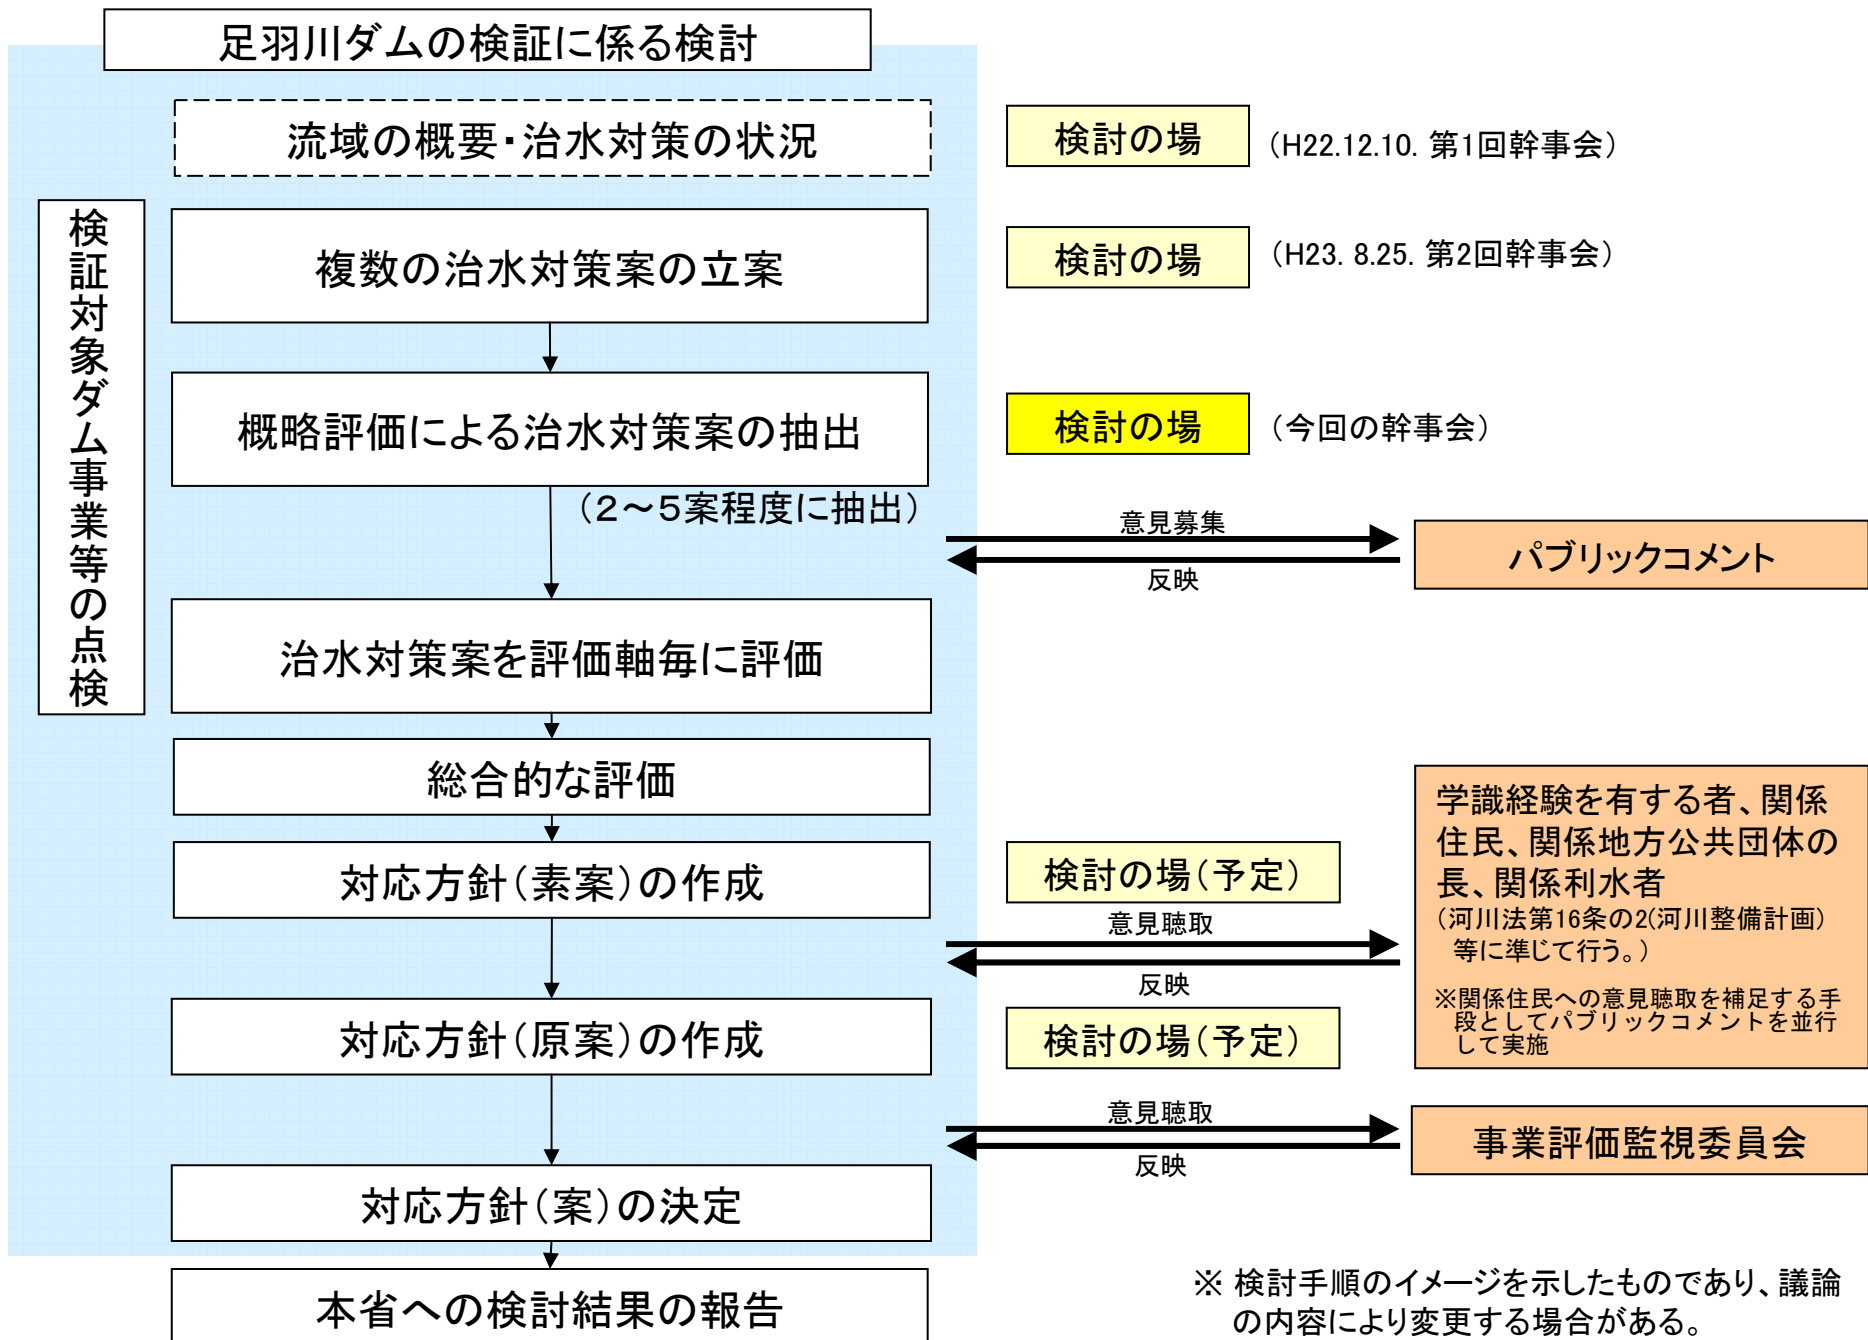 足羽川ダムの検証に係る検討
流域の概要・治水対策の状況
検討の場
（H22.12.10. 第1回幹事会）
検証対象ダム事業等の点検
複数の治水対策案の立案
検討の場
（H23. 8.25. 第2回幹事会）
概略評価による治水対策案の抽出
検討の場
（今回の幹事会）
（２～５案程度に抽出）
意見募集
反映
パブリックコメント
治水対策案を評価軸毎に評価
総合的な評価
対応方針（素案）の作成
検討の場（予定）
意見聴取
反映
学識経験を有する者、関係
住民、関係地方公共団体の
長、関係利水者
（河川法第16条の2(河川整備計画）
等に準じて行う。）
※関係住民への意見聴取を補足する手
段としてパブリックコメントを並行
して実施
対応方針（原案）の作成
検討の場（予定）
意見聴取
反映
事業評価監視委員会
対応方針（案）の決定
本省への検討結果の報告
※ 検討手順のイメージを示したものであり、議論
の内容により変更する場合がある。